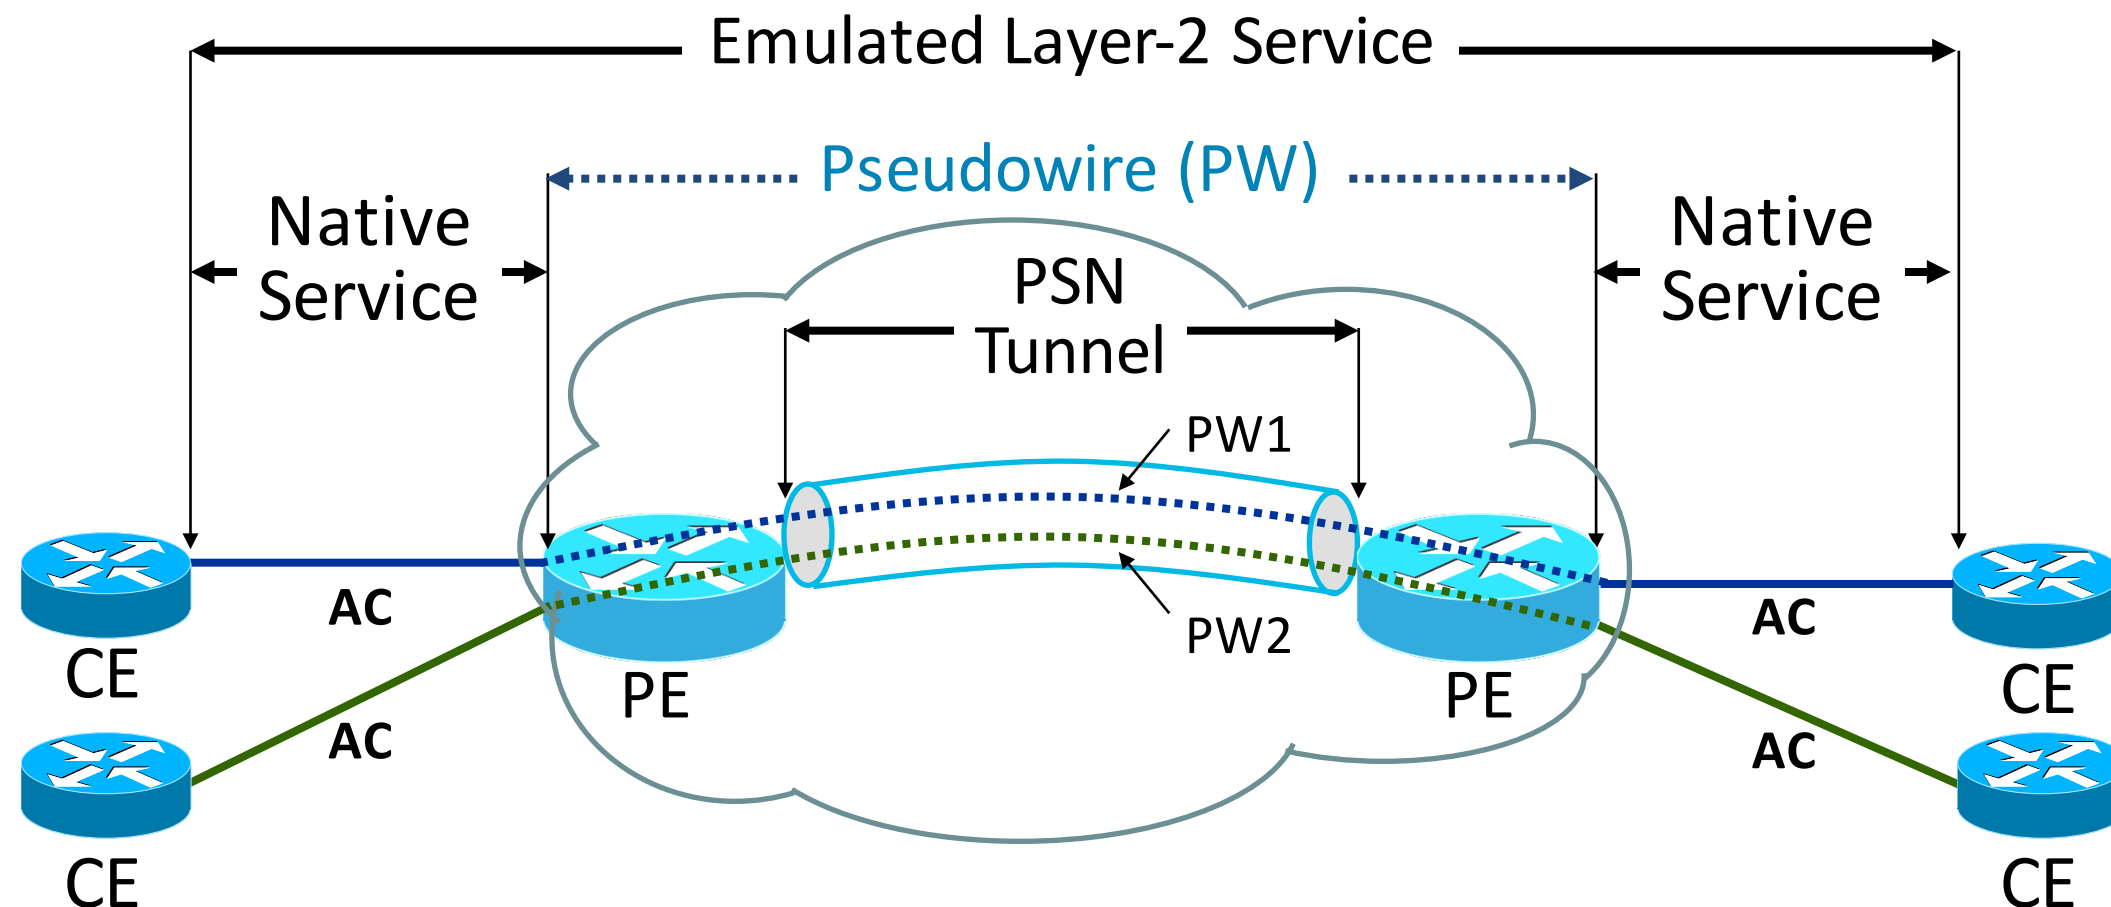 Emulated Layer-2 Service
Pseudowire (PW)
Native
Service
Native
Service
PSN
Tunnel
PW1
PW2
AC
AC
AC
AC
CE
PE
PE
CE
CE
CE